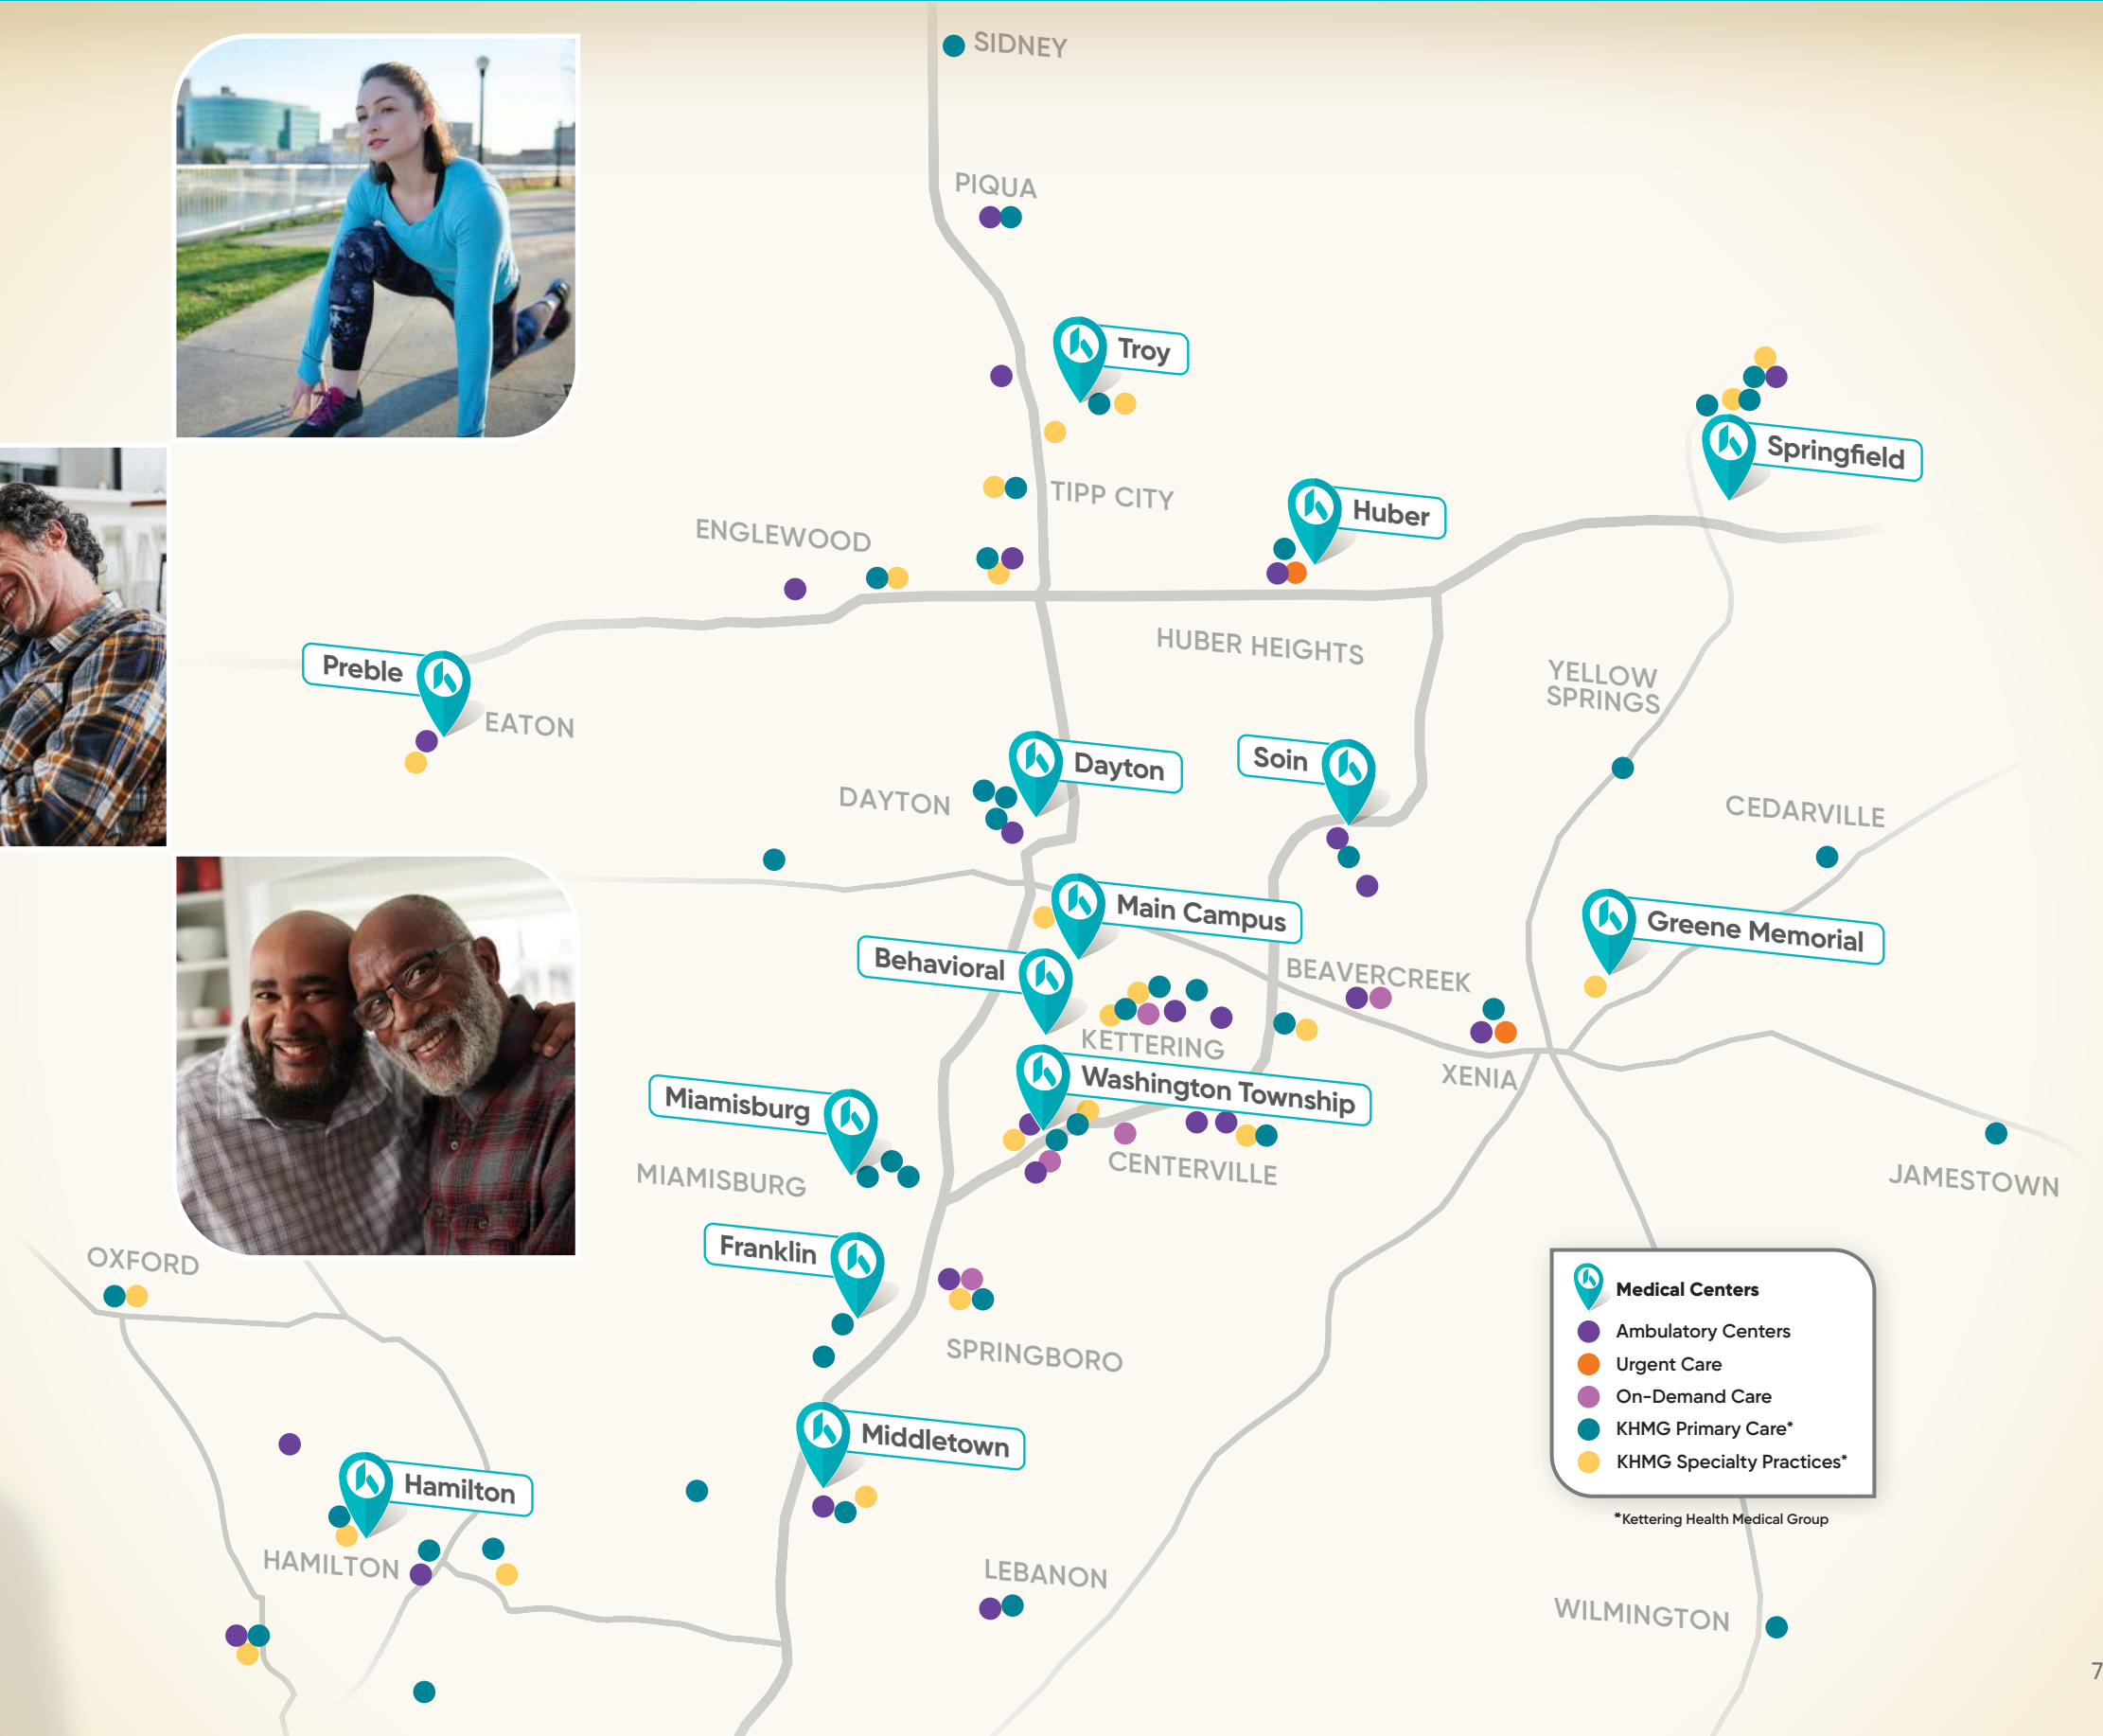 SIDNEY
PIQUA
Troy
TIPP CITY
Springfield
Huber
ENGLEWOOD
HUBER HEIGHTS
Preble
EATON
YELLOW
SPRINGS
Dayton
Soin
DAYTON
CEDARVILLE
Main Campus
Greene Memorial
Behavioral
BEAVERCREEK
KETTERING
XENIA
Washington Township
Miamisburg
MIAMISBURG
CENTERVILLE
JAMESTOWN
Franklin
OXFORD
SPRINGBORO
Medical Centers
Ambulatory Centers
Urgent Care
On-Demand Care
KHMG Primary Care*
KHMG Specialty Practices*
*Kettering Health Medical Group
Middletown
Hamilton
HAMILTON
LEBANON
WILMINGTON
7